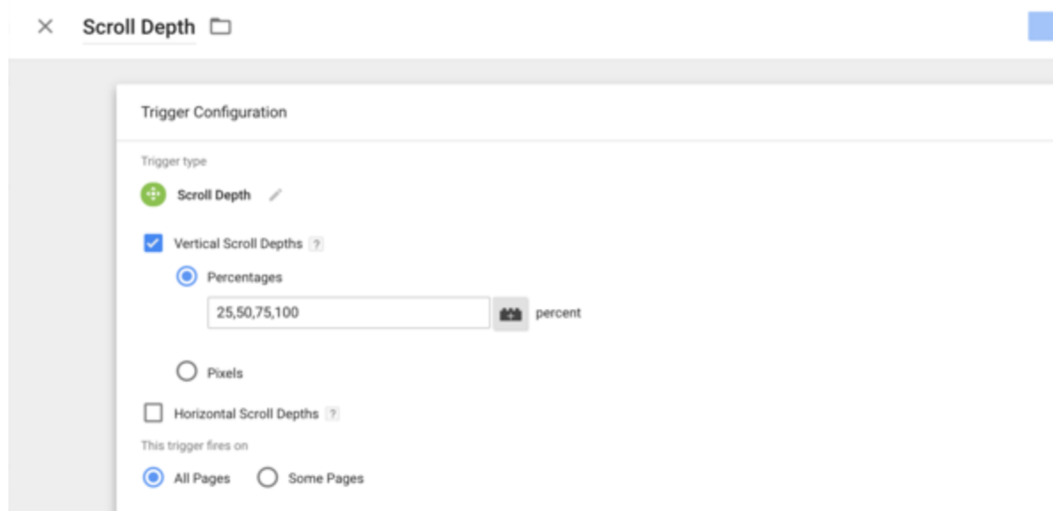 Scroll Depth
Trigger Configuration
Trigger type
Scroll Depth
Vertical Scroll Depths ?
Percentages
25,50,75,100 percent
Pixels
Horizontal Scroll Depths ?
This trigger fires on
All Pages Some Pages